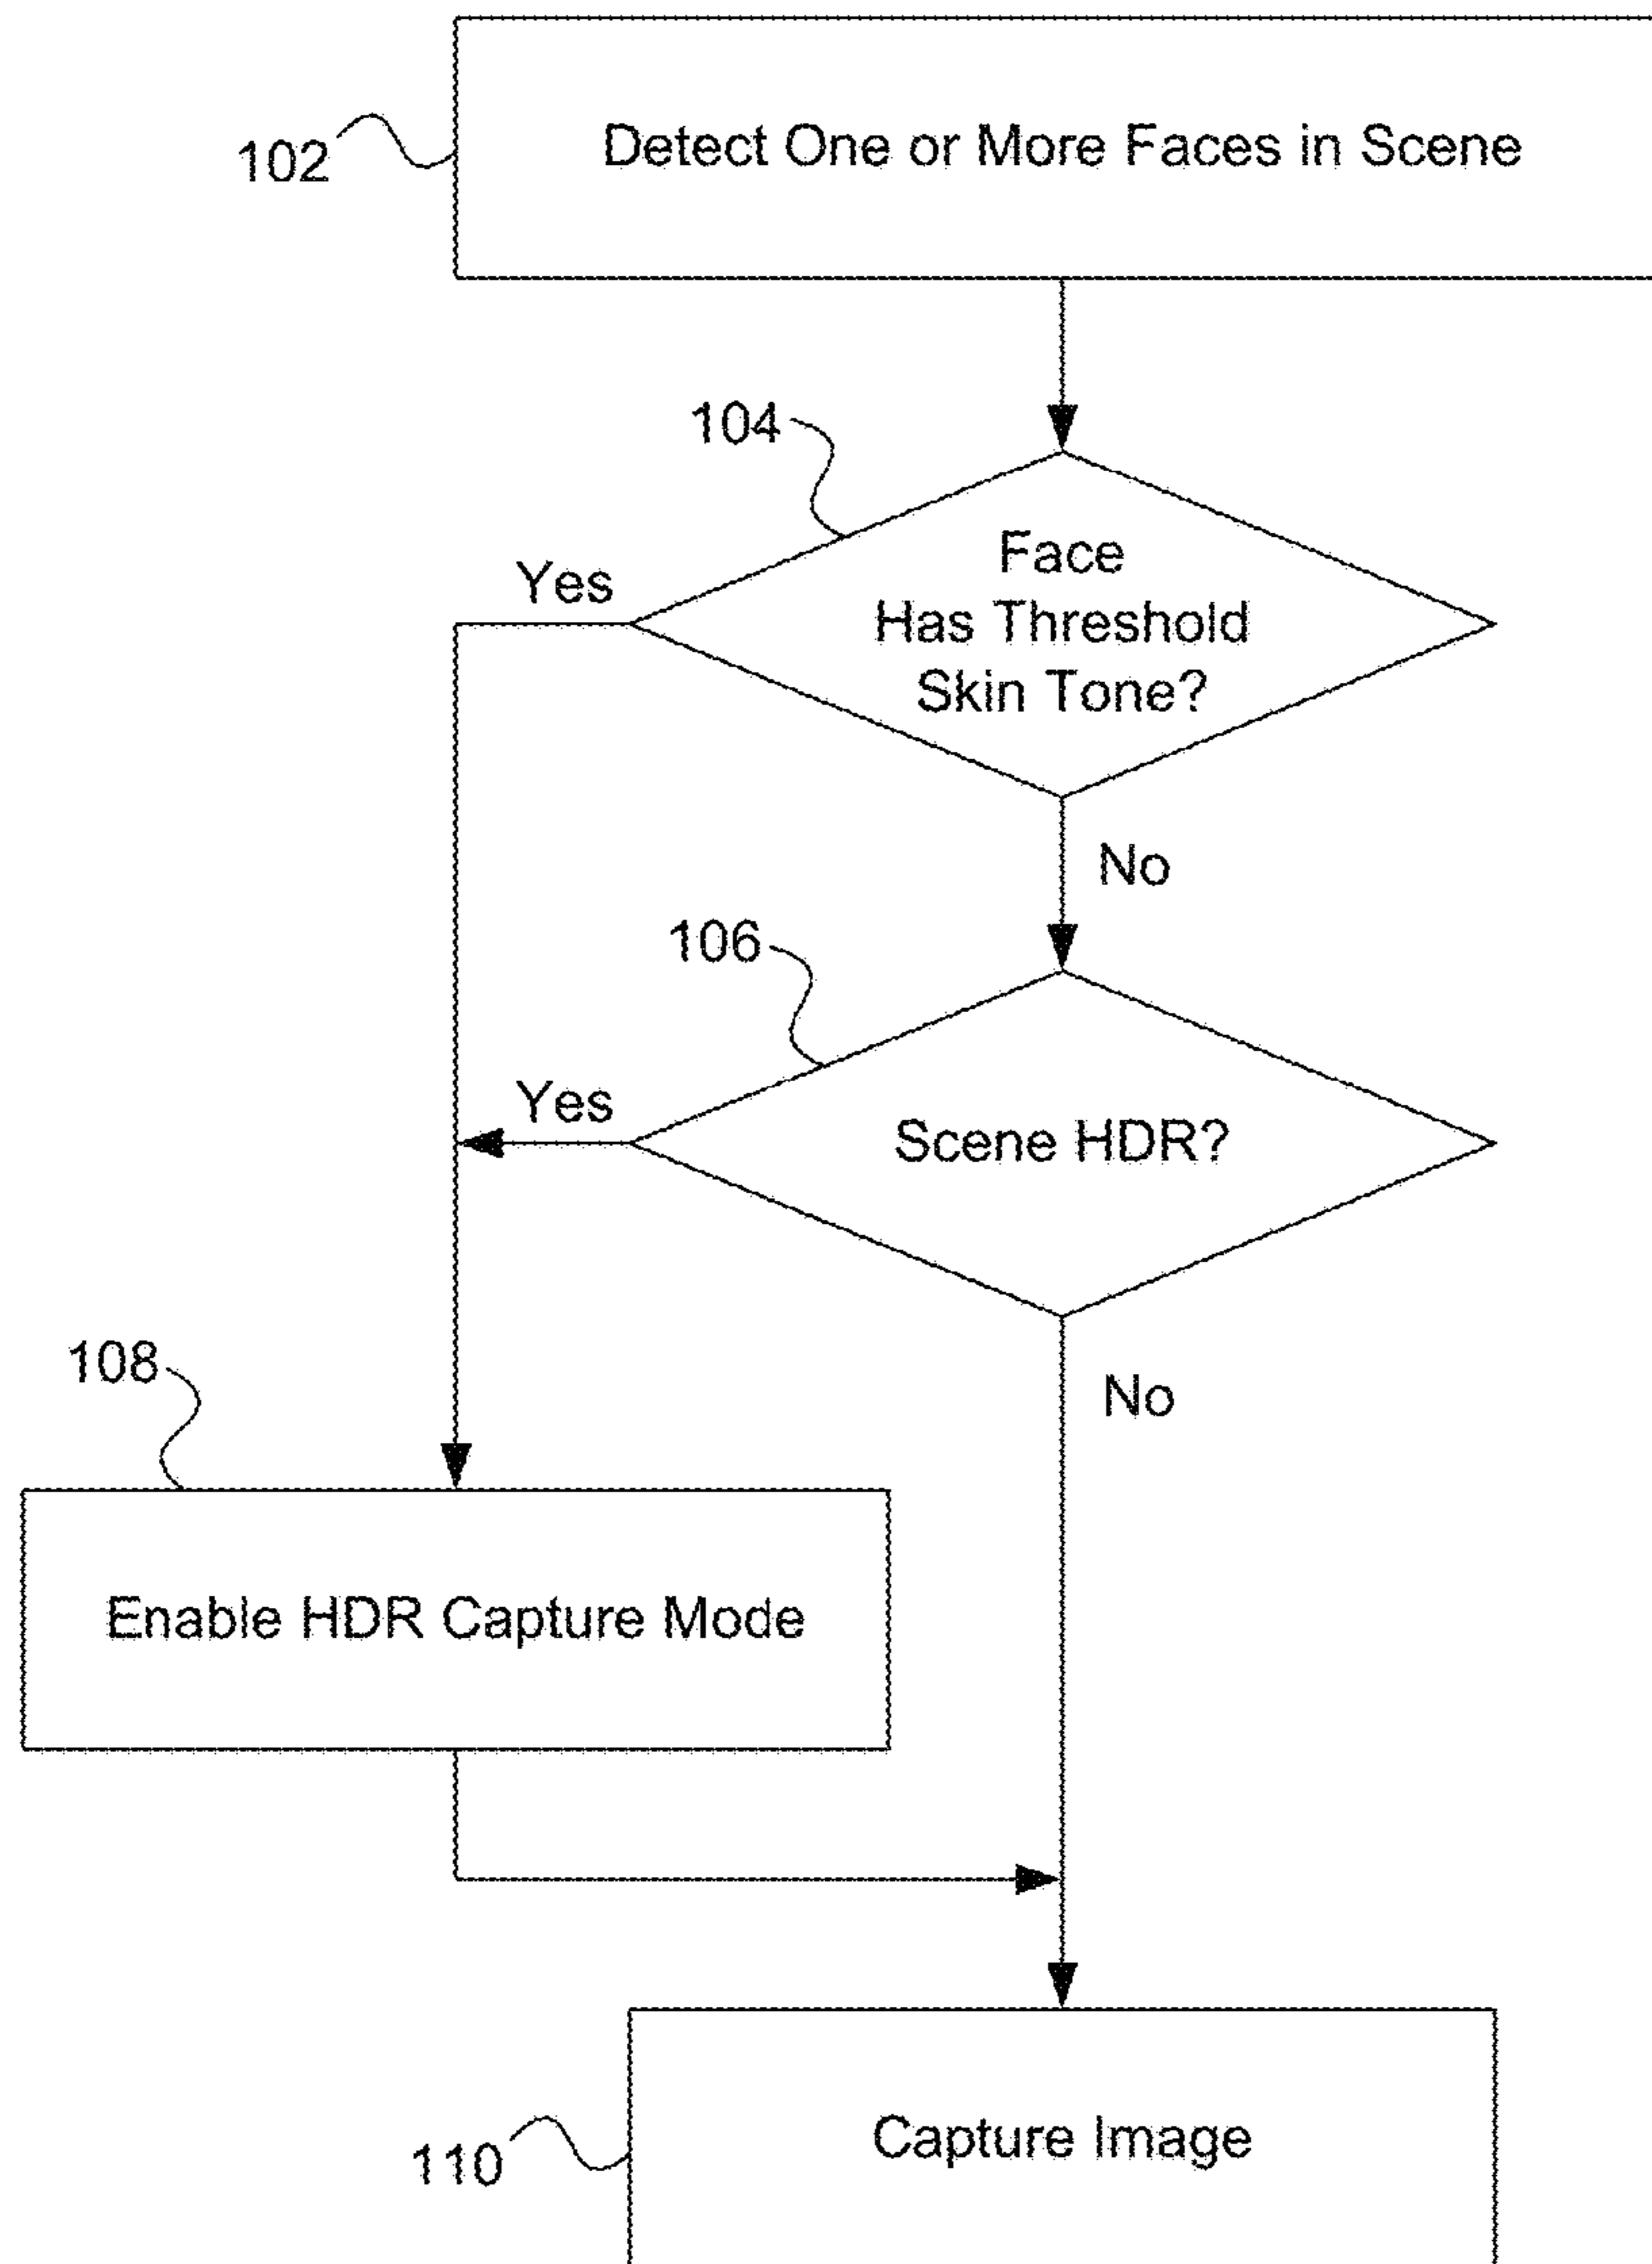 102
Detect One or More Faces in Scene
104
Face
Has Threshold
Skin Tone?
Yes
No
106
Scene HDR?
Yes
No
108
Enable HDR Capture Mode
110
Capture Image